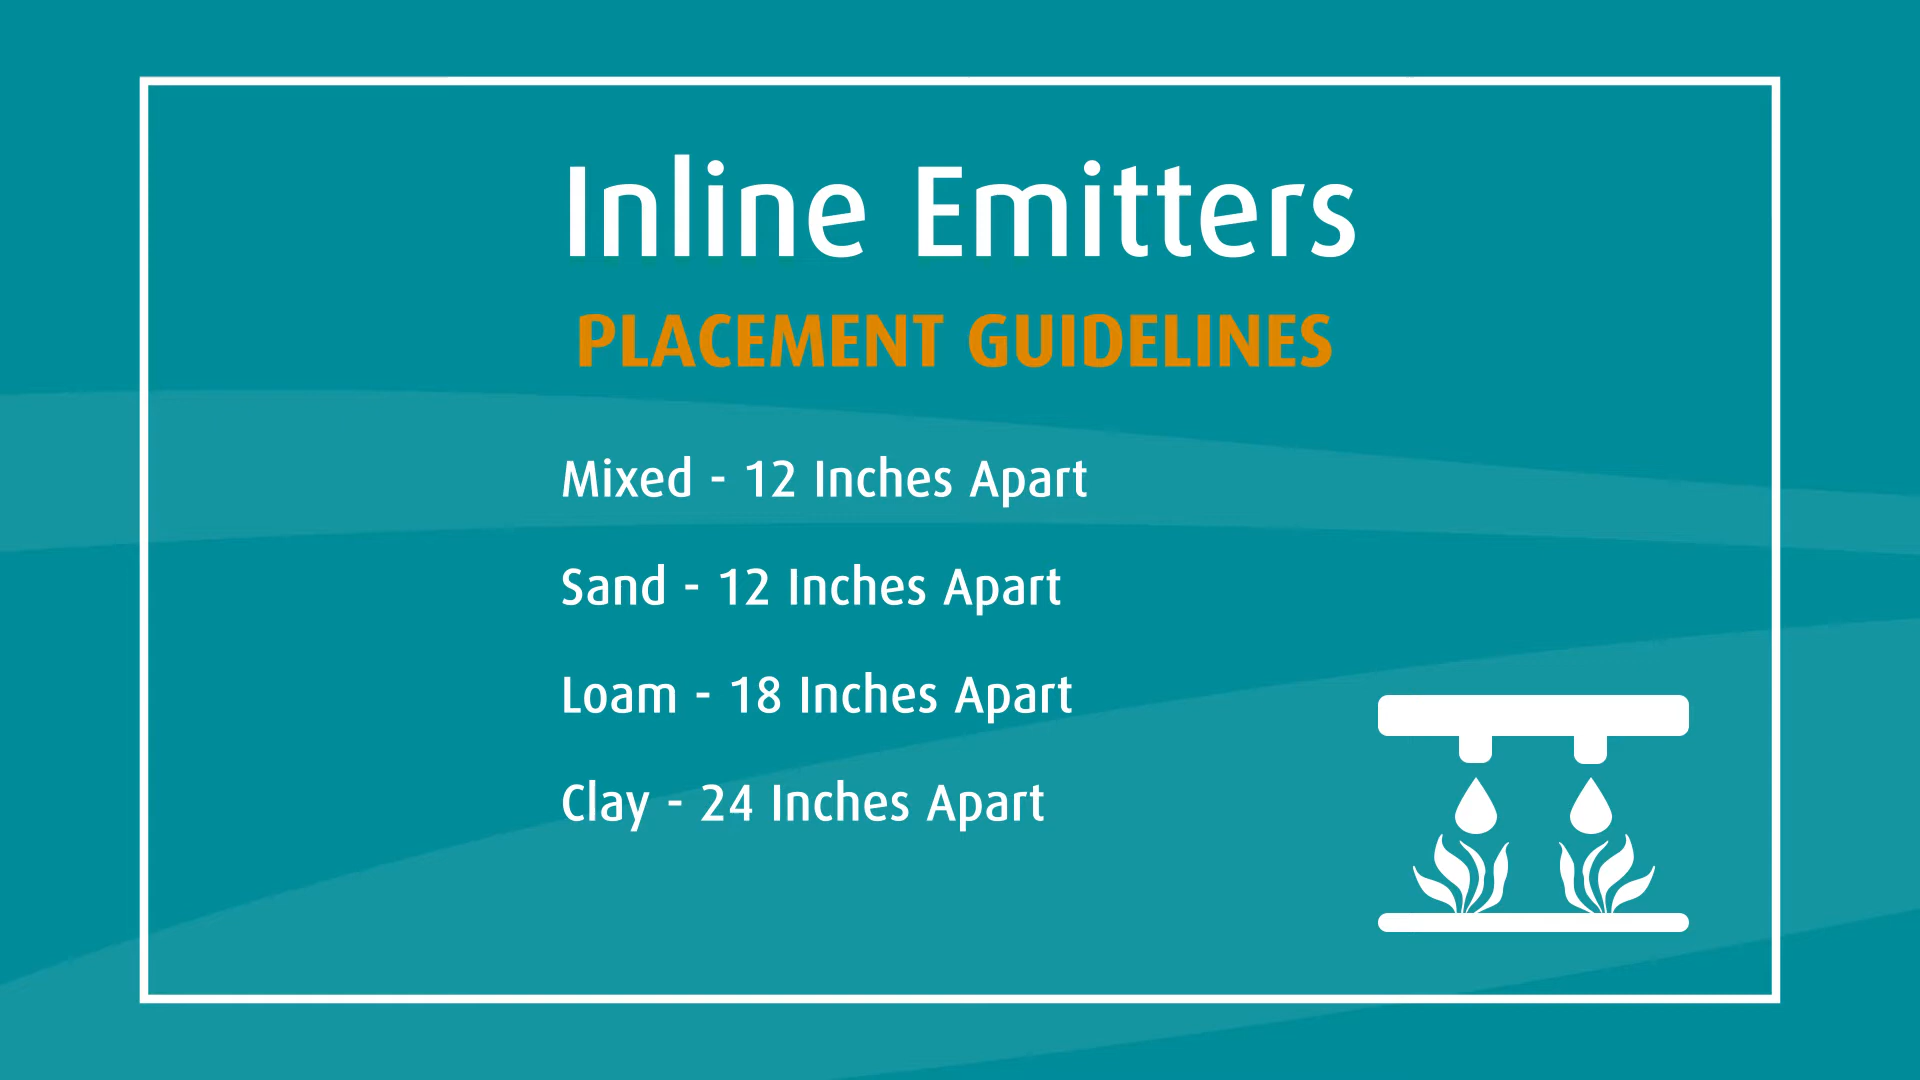 Inline Emitters
PLACEMENT GUIDELINES
Mixed - 12 Inches Apart
Sand - 12 Inches Apart
Loam - 18 Inches Apart
Clay - 24 Inches Apart